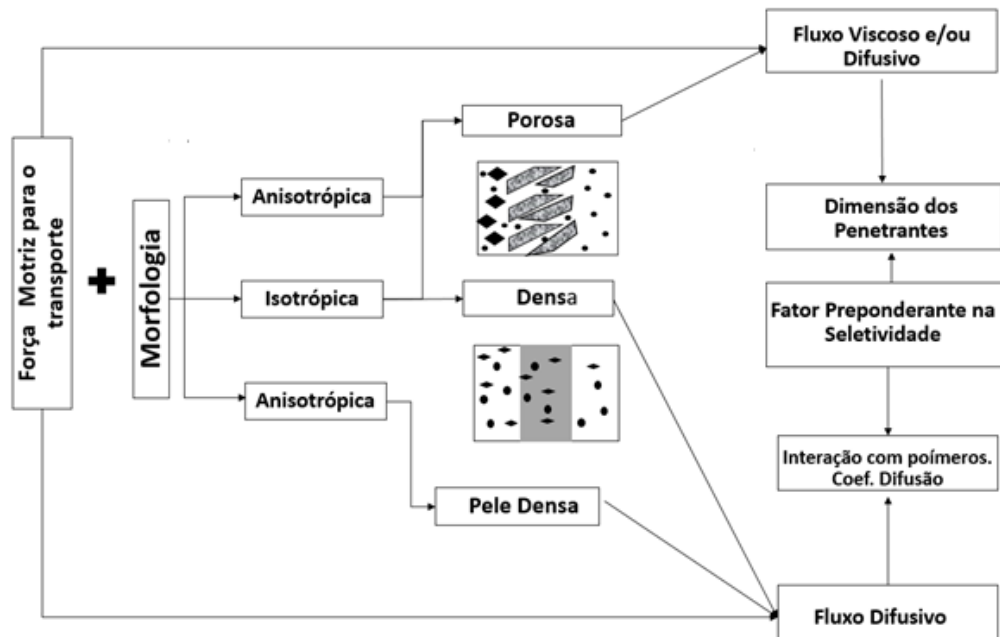 Fluxo Viscoso e/ou
Difusivo
Porosa
Força Motriz para o
transporte
Morfologia
Anisotrópica
Dimensão dos
Penetrantes
Isotrópica
Densa
Fator Preponderante na
Seletividade
Anisotrópica
Interação com poímeros.
Coef. Difusão
Pele Densa
Fluxo Difusivo